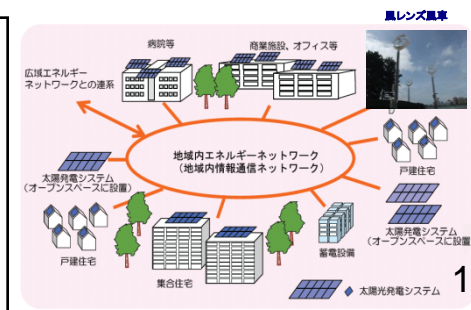 風レンズ風車
病院等
商業施設、オフィス等
広域エネルギー
ネットワークとの連系
地域内エネルギーネットワーク
（地域内情報通信ネットワーク）
戸建住宅
太陽発電システム
（オープンスペースに設置）
太陽発電システム
（オープンスペースに設置）
戸建住宅
集合住宅
蓄電設備
太陽光発電システム
1